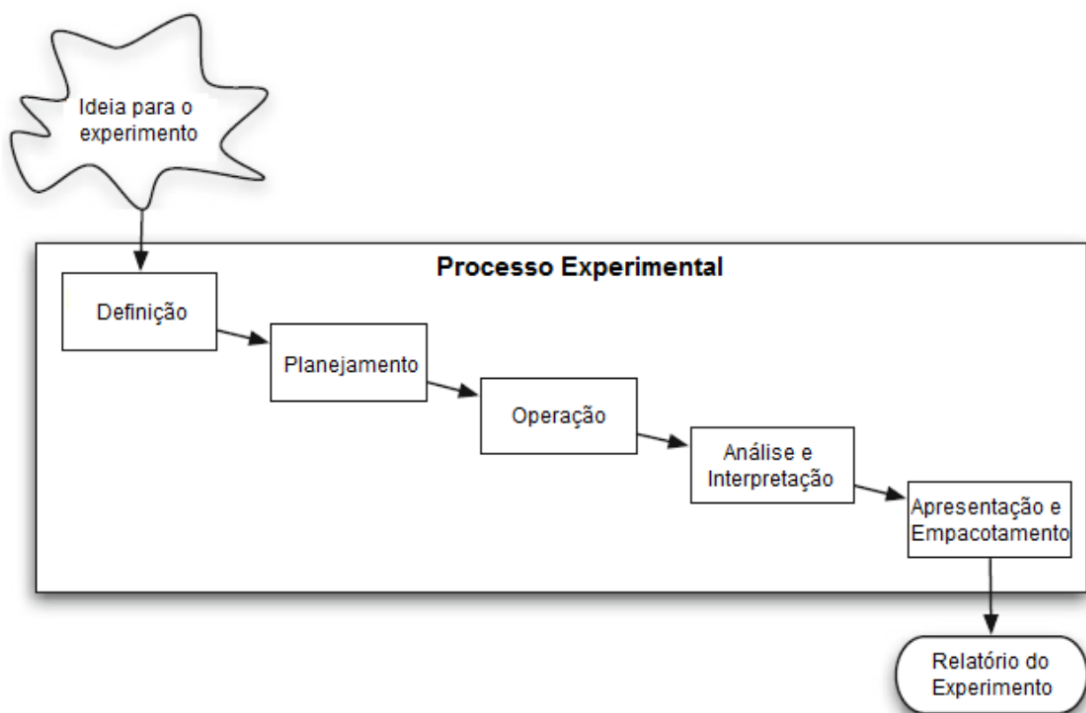 Ideia para o
experimento
Processo Experimental
Definição
Planejamento
Operação
Análise e
Interpretação
Apresentação e
Empacotamento
Relatório do
Experimento